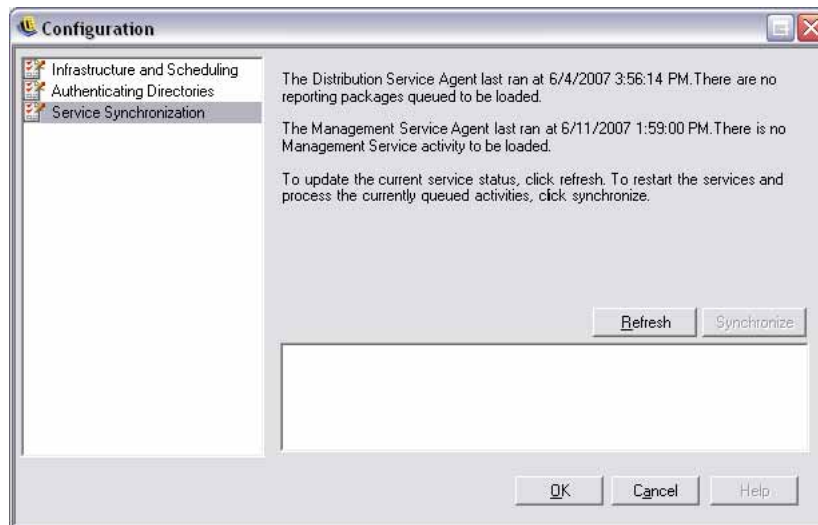 Configuration
Infrastructure and Scheduling
Authenticating Directories
Service Synchronization
The Distribution Service Agent last ran at 6/4/2007 3:56:14 PM.There are no
reporting packages queued to be loaded.
The Management Service Agent last ran at 6/11/2007 1:59:00 PM.There is no
Management Service activity to be loaded.
To update the current service status, click refresh. To restart the services and
process the currently queued activities, click synchronize.
Refresh
Synchronize
OK
Cancel
Help